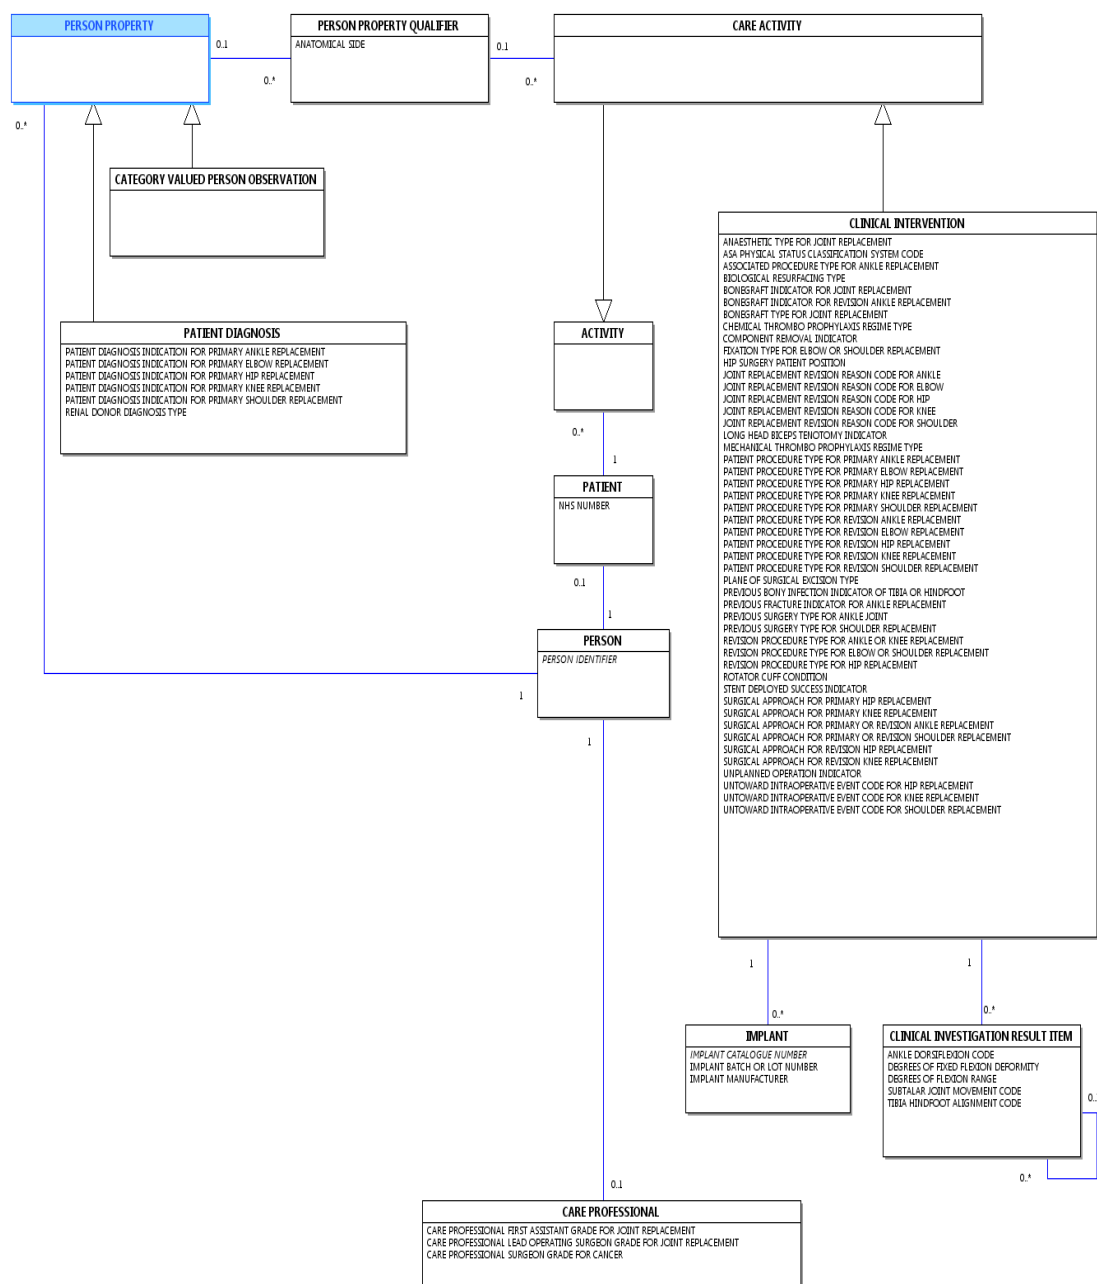 PERSON PROPERTY
PERSON PROPERTY QUALIFIER
ANATOMICAL SIDE
CARE ACTIVITY
0..1
0..*
0..1
0..*
0..*
CATEGORY VALUED PERSON OBSERVATION
PATIENT DIAGNOSIS
PATIENT DIAGNOSIS INDICATION FOR PRIMARY ANKLE REPLACEMENT
PATIENT DIAGNOSIS INDICATION FOR PRIMARY ELBOW REPLACEMENT
PATIENT DIAGNOSIS INDICATION FOR PRIMARY HIP REPLACEMENT
PATIENT DIAGNOSIS INDICATION FOR PRIMARY KNEE REPLACEMENT
PATIENT DIAGNOSIS INDICATION FOR PRIMARY SHOULDER REPLACEMENT
RENAL DONOR DIAGNOSIS TYPE
ACTIVITY
0..*
1
PATIENT
NHS NUMBER
0..1
1
PERSON
PERSON IDENTIFIER
1
1
CLINICAL INTERVENTION
ANAESTHETIC TYPE FOR JOINT REPLACEMENT
ASA PHYSICAL STATUS CLASSIFICATION SYSTEM CODE
ASSOCIATED PROCEDURE TYPE FOR ANKLE REPLACEMENT
BIOLOGICAL RESURFACING TYPE
BONEGRAFT INDICATOR FOR JOINT REPLACEMENT
BONEGRAFT INDICATOR FOR REVISION ANKLE REPLACEMENT
BONEGRAFT TYPE FOR JOINT REPLACEMENT
CHEMICAL THROMBO PROPHYLAXIS REGIME TYPE
COMPONENT REMOVAL INDICATOR
FIXATION TYPE FOR ELBOW OR SHOULDER REPLACEMENT
HIP SURGERY PATIENT POSITION
JOINT REPLACEMENT REVISION REASON CODE FOR ANKLE
JOINT REPLACEMENT REVISION REASON CODE FOR ELBOW
JOINT REPLACEMENT REVISION REASON CODE FOR HIP
JOINT REPLACEMENT REVISION REASON CODE FOR KNEE
JOINT REPLACEMENT REVISION REASON CODE FOR SHOULDER
LONG HEAD BICEPS TENOTOMY INDICATOR
MECHANICAL THROMBO PROPHYLAXIS REGIME TYPE
PATIENT PROCEDURE TYPE FOR PRIMARY ANKLE REPLACEMENT
PATIENT PROCEDURE TYPE FOR PRIMARY ELBOW REPLACEMENT
PATIENT PROCEDURE TYPE FOR PRIMARY HIP REPLACEMENT
PATIENT PROCEDURE TYPE FOR PRIMARY KNEE REPLACEMENT
PATIENT PROCEDURE TYPE FOR PRIMARY SHOULDER REPLACEMENT
PATIENT PROCEDURE TYPE FOR REVISION ANKLE REPLACEMENT
PATIENT PROCEDURE TYPE FOR REVISION ELBOW REPLACEMENT
PATIENT PROCEDURE TYPE FOR REVISION HIP REPLACEMENT
PATIENT PROCEDURE TYPE FOR REVISION KNEE REPLACEMENT
PATIENT PROCEDURE TYPE FOR REVISION SHOULDER REPLACEMENT
PLANE OF SURGICAL EXCISION TYPE
PREVIOUS BONY INFECTION INDICATOR OF TIBIA OR HINDFOOT
PREVIOUS FRACTURE INDICATOR FOR ANKLE REPLACEMENT
PREVIOUS SURGERY TYPE FOR ANKLE JOINT
PREVIOUS SURGERY TYPE FOR SHOULDER REPLACEMENT
REVISION PROCEDURE TYPE FOR ANKLE OR KNEE REPLACEMENT
REVISION PROCEDURE TYPE FOR ELBOW OR SHOULDER REPLACEMENT
REVISION PROCEDURE TYPE FOR HIP REPLACEMENT
ROTATOR CUFF CONDITION
STENT DEPLOYED SUCCESS INDICATOR
SURGICAL APPROACH FOR PRIMARY HIP REPLACEMENT
SURGICAL APPROACH FOR PRIMARY KNEE REPLACEMENT
SURGICAL APPROACH FOR PRIMARY OR REVISION ANKLE REPLACEMENT
SURGICAL APPROACH FOR PRIMARY OR REVISION SHOULDER REPLACEMENT
SURGICAL APPROACH FOR REVISION HIP REPLACEMENT
SURGICAL APPROACH FOR REVISION KNEE REPLACEMENT
UNPLANNED OPERATION INDICATOR
UNTOWARD INTRAOPERATIVE EVENT CODE FOR HIP REPLACEMENT
UNTOWARD INTRAOPERATIVE EVENT CODE FOR KNEE REPLACEMENT
UNTOWARD INTRAOPERATIVE EVENT CODE FOR SHOULDER REPLACEMENT
1
1
0..*
0..*
IMPLANT
IMPLANT CATALOGUE NUMBER
IMPLANT BATCH OR LOT NUMBER
IMPLANT MANUFACTURER
CLINICAL INVESTIGATION RESULT ITEM
ANKLE DORSIFLEXION CODE
DEGREES OF FIXED FLEXION DEFORMITY
DEGREES OF FLEXION RANGE
SUBTALAR JOINT MOVEMENT CODE
TIBIA HINDFOOT ALIGNMENT CODE
0..*
0..1
CARE PROFESSIONAL
CARE PROFESSIONAL FIRST ASSISTANT GRADE FOR JOINT REPLACEMENT
CARE PROFESSIONAL LEAD OPERATING SURGEON GRADE FOR JOINT REPLACEMENT
CARE PROFESSIONAL SURGEON GRADE FOR CANCER